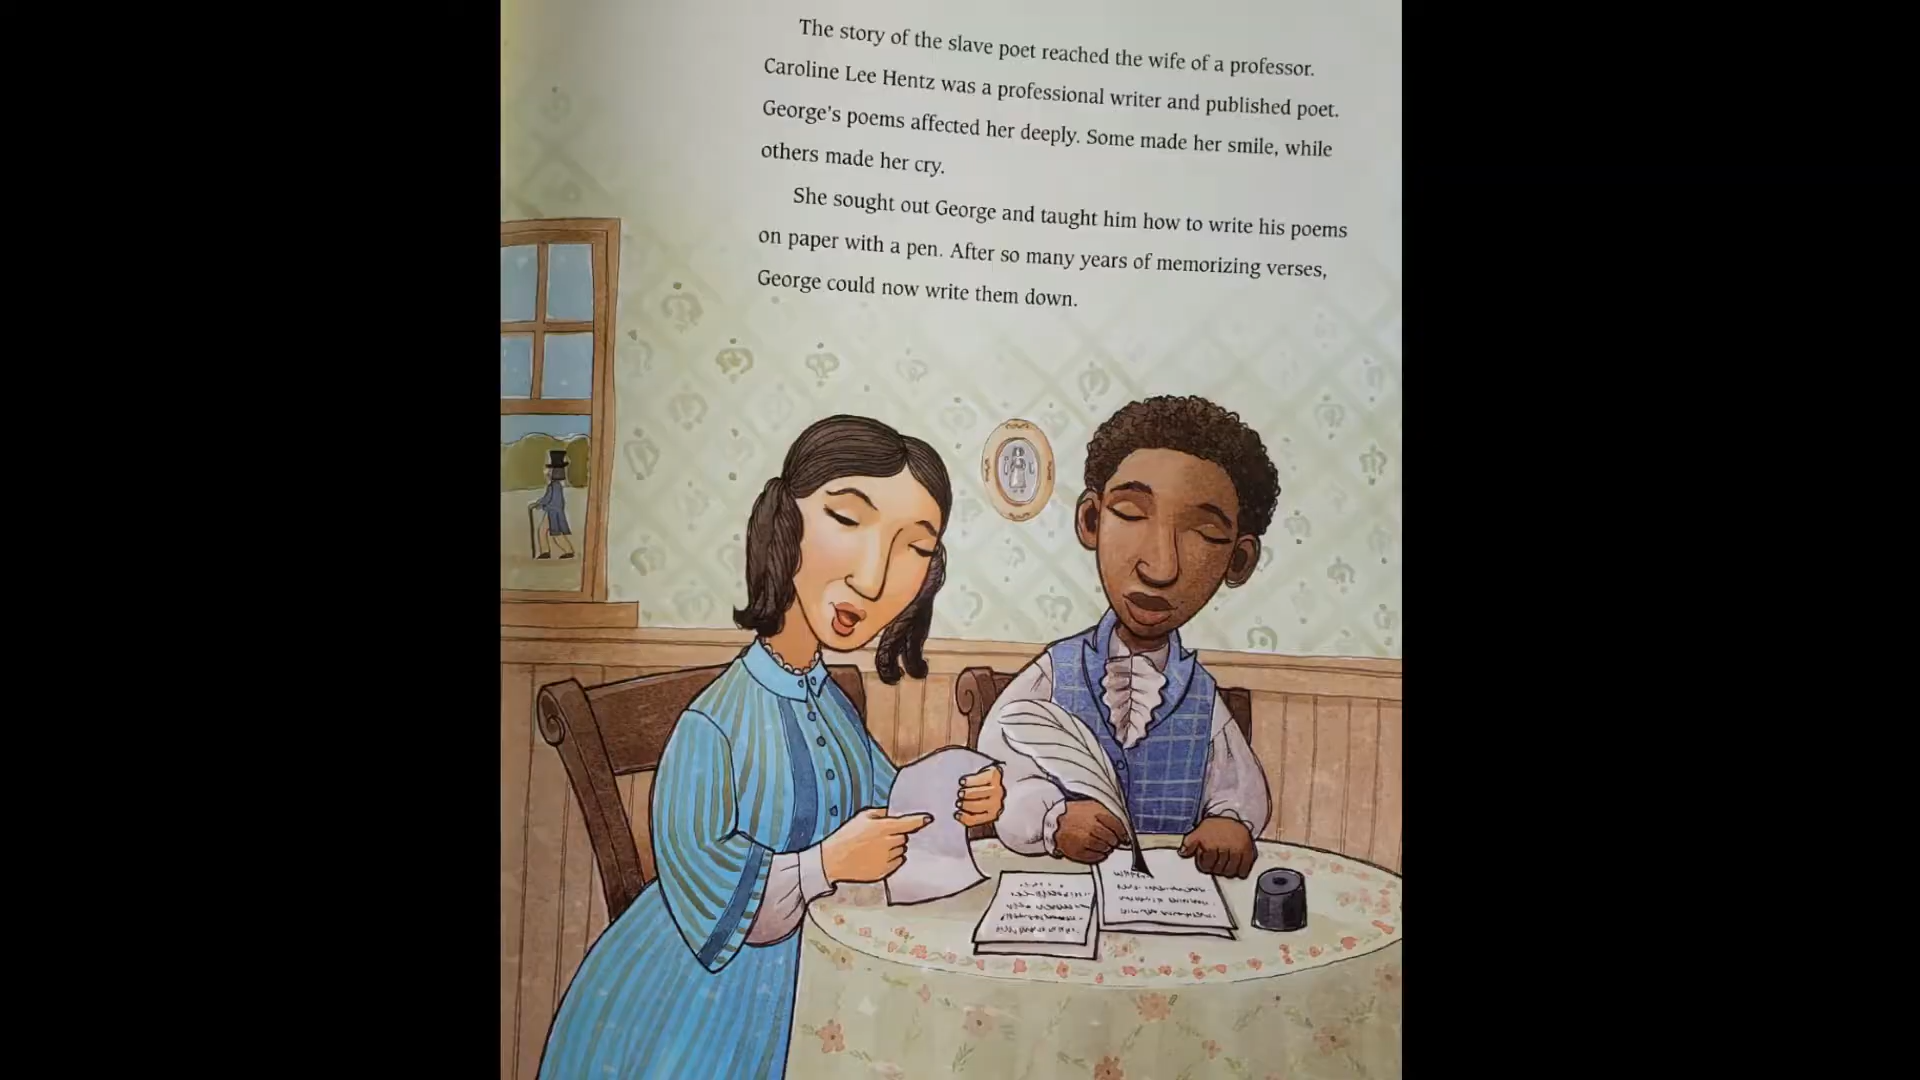 The story of the slave poet reached the wife of a professor.
Caroline Lee Hentz was a professional writer and published poet.
George's poems affected her deeply. Some made her smile, while
others made her cry.
She sought out George and taught him how to write his poems
on paper with a pen. After so many years of memorizing verses,
George could now write them down.